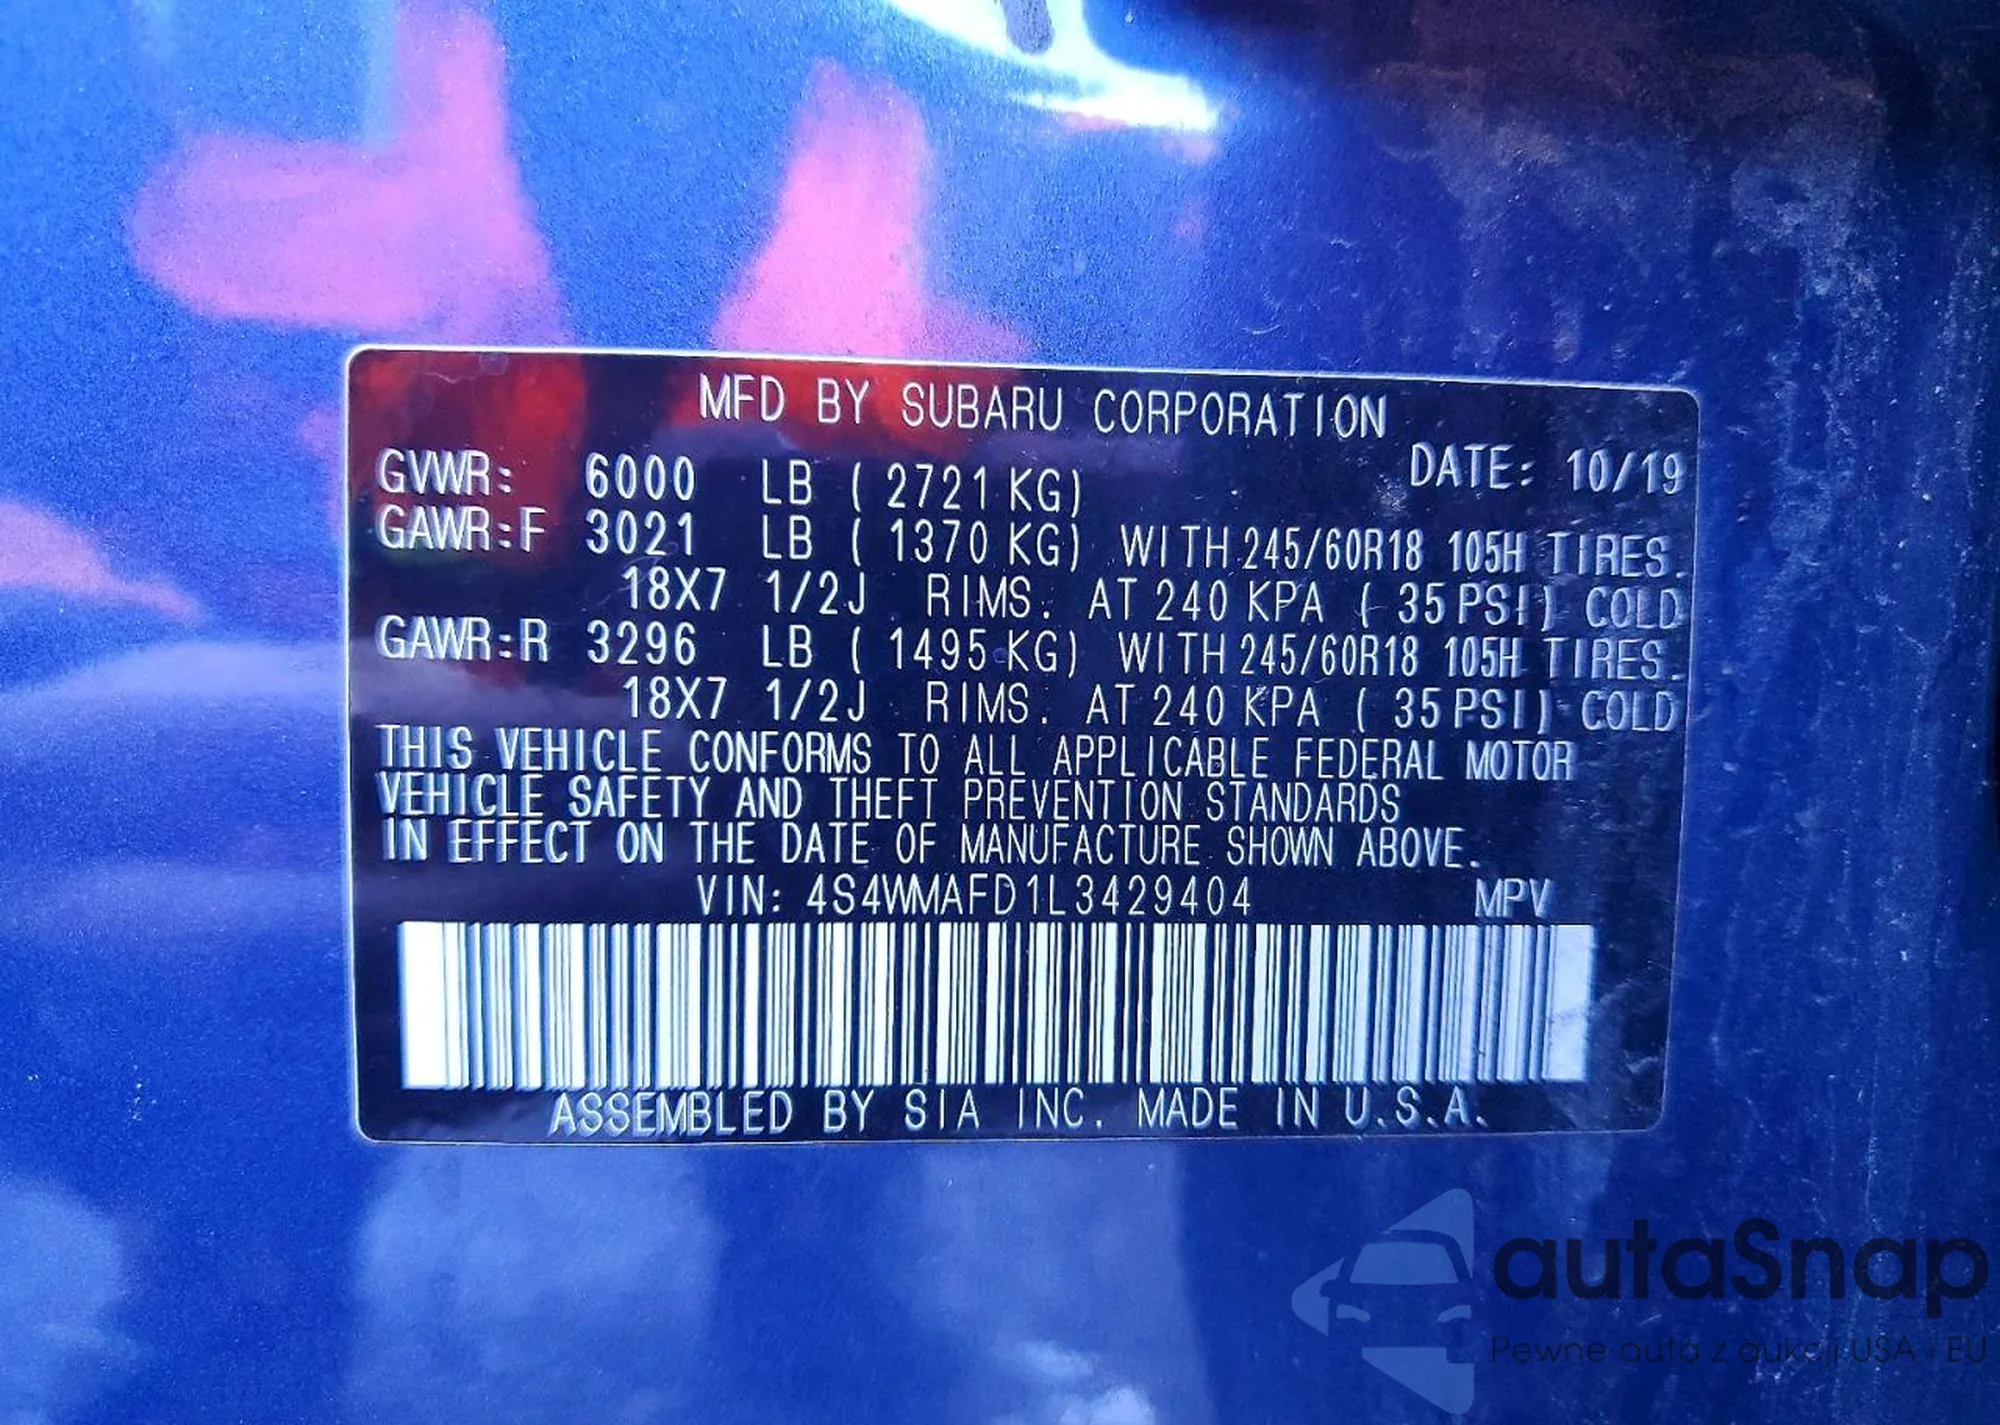 MFD BY SUBARU CORPORATION
DATE: 10/19
GVWR: 6000 LB ( 2721 KG)
GAWR:F 3021 LB ( 1370 KG) WITH 245/60R18 105H TIRES.
18X7 1/2J RIMS. AT 240 KPA ( 35 PSI) COLD
GAWR:R 3296 LB ( 1495 KG) WITH 245/60R18 105H TIRES.
18X7 1/2J RIMS. AT 240 KPA ( 35 PSI) COLD
THIS VEHICLE CONFORMS TO ALL APPLICABLE FEDERAL MOTOR
VEHICLE SAFETY AND THEFT PREVENTION STANDARDS
IN EFFECT ON THE DATE OF MANUFACTURE SHOWN ABOVE.
VIN: 4S4WMAFD1L3429404 MPV
ASSEMBLED BY SIA INC. MADE IN U.S.A.
autaSnap
Pewne auta z aukcji USA i EU